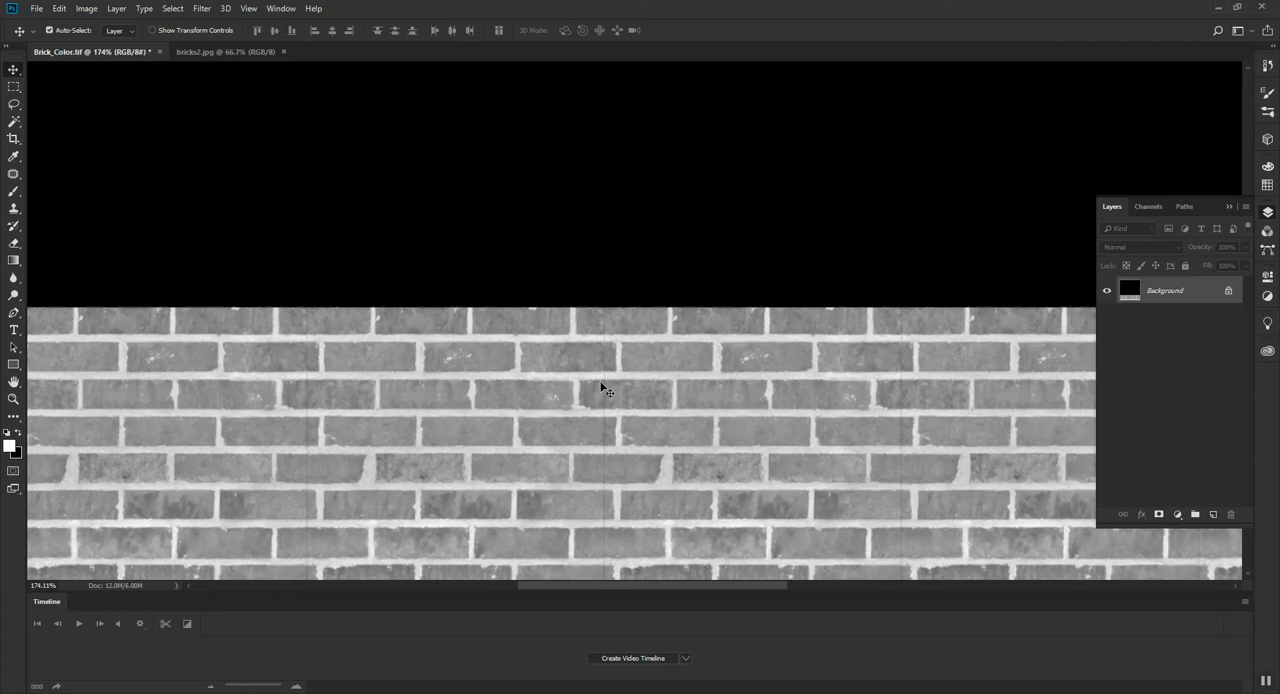 Ps File Edit Image Layer Type Select Filter 3D View Window Help
Auto-Select: Layer Show Transform Controls 3D Mode:
Brick_Color.tif @ 174% (RGB/8#) * × bricks2.jpg @ 66.7% (RGB/8) ×
Layers Channels Paths
Kind
Normal Opacity: 100%
Lock: Fill: 100%
Background
174.11% Doc: 12.0M/6.00M
Timeline
Create Video Timeline